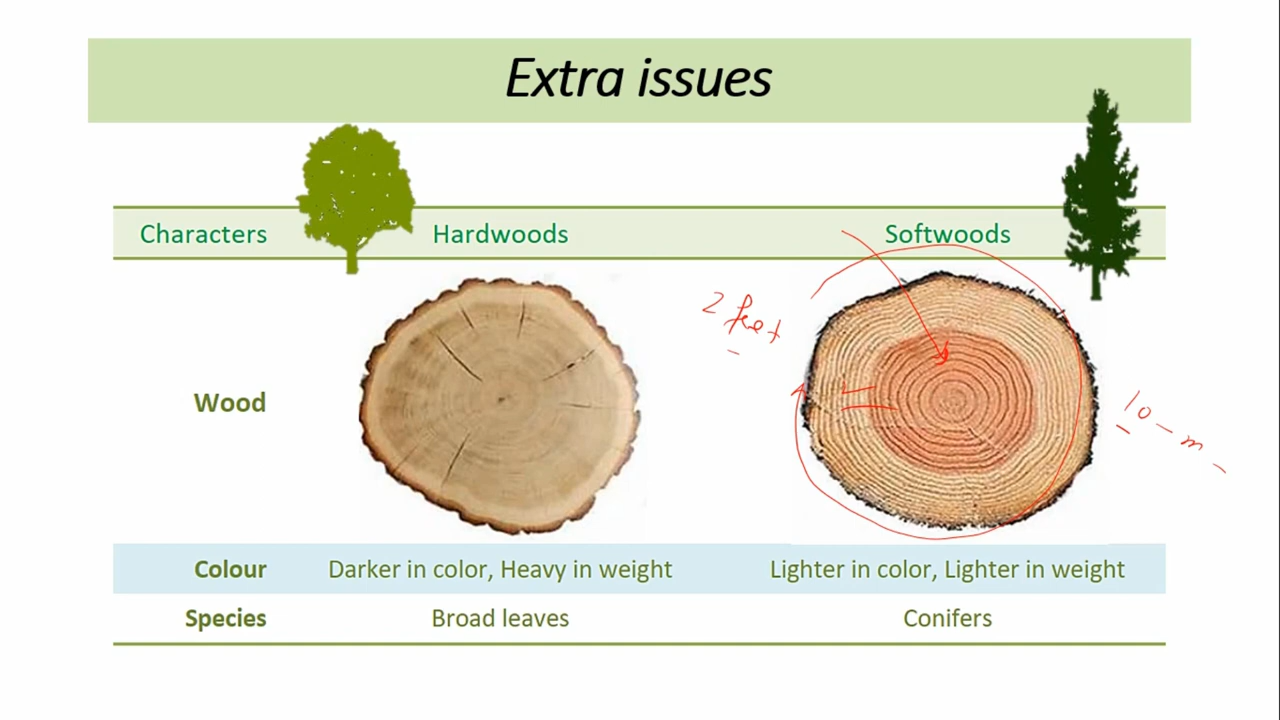 Extra issues
Characters Hardwoods Softwoods
2 feet
Wood
10 - m
Colour Darker in color, Heavy in weight Lighter in color, Lighter in weight
Species Broad leaves Conifers